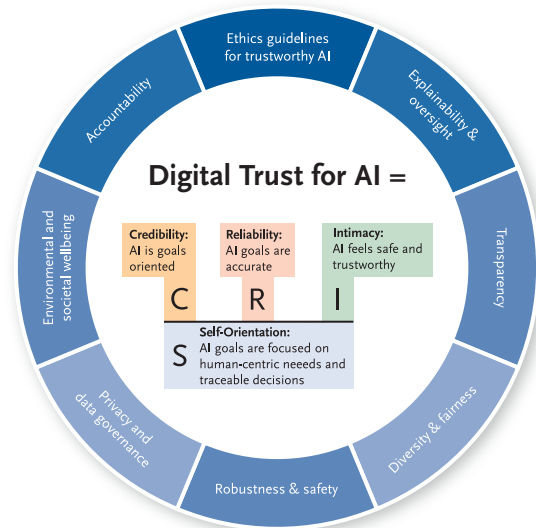 Ethics guidelines
for trustworthy AI
Explainability &
oversight
Transparency
Diversity & fairness
Robustness & safety
Privacy and
data governance
Environmental and
societal wellbeing
Accountability
Digital Trust for AI =
Credibility:
AI is goals
oriented
C
Reliability:
AI goals are
accurate
R
Intimacy:
AI feels safe and
trustworthy
I
S
Self-Orientation:
AI goals are focused on
human-centric neeeds and
traceable decisions